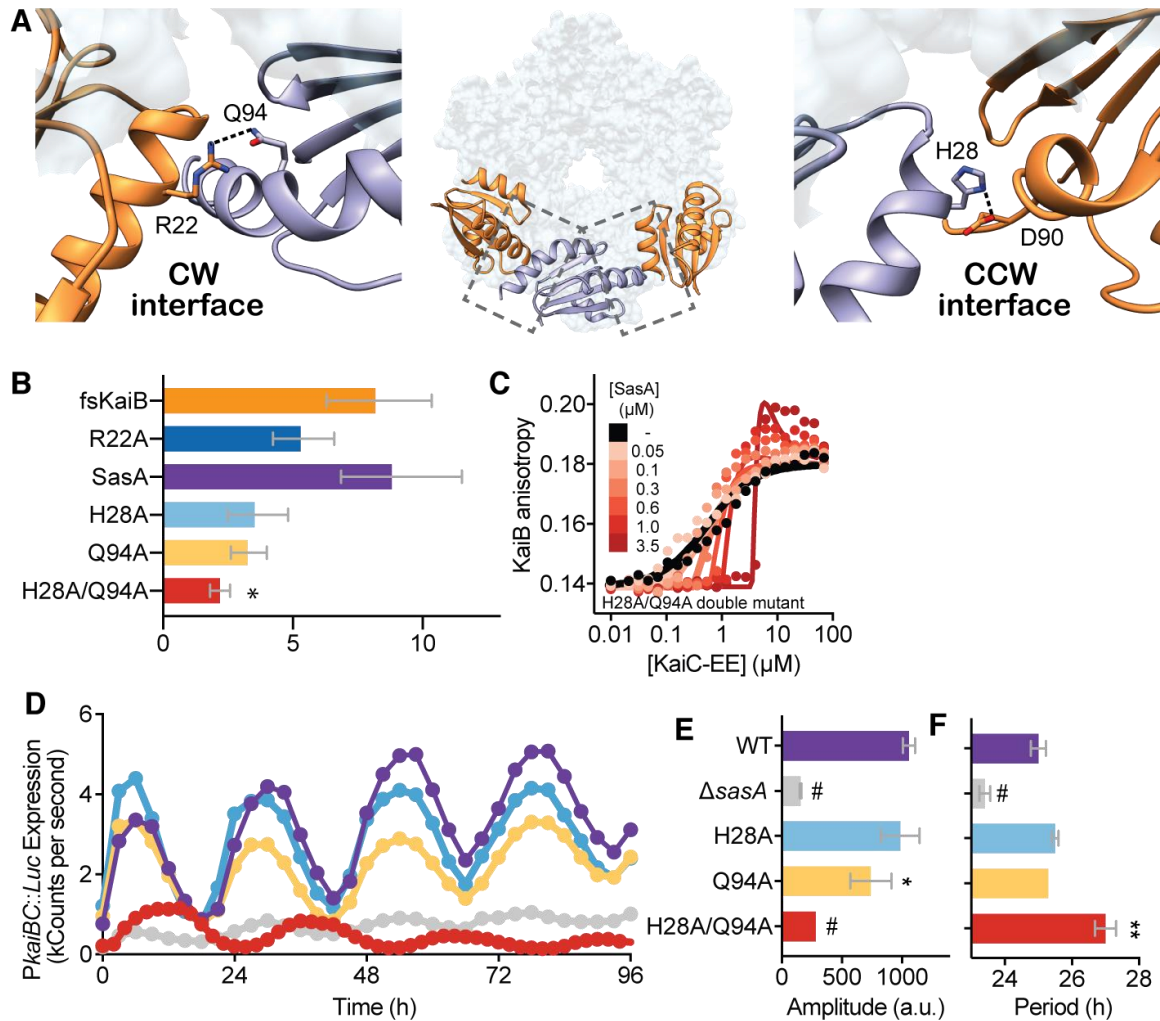 A
Q94
R22
CW
interface
H28
D90
CCW
interface
B
fsKaiB
R22A
SasA
H28A
Q94A
H28A/Q94A
*
0 5 10
C
KaiB anisotropy
0.20
0.18
0.16
0.14
[SasA]
(µM)
-
0.05
0.1
0.3
0.6
1.0
3.5
H28A/Q94A double mutant
0.01 0.1 1 10 100
[KaiC-EE] (µM)
D
PkaiBC::Luc Expression
(kCounts per second)
6
4
2
0
0 24 48 72 96
Time (h)
E
WT
ΔsasA
#
H28A
Q94A
*
H28A/Q94A
#
0 500 1000
Amplitude (a.u.)
F
#
**
24 26 28
Period (h)